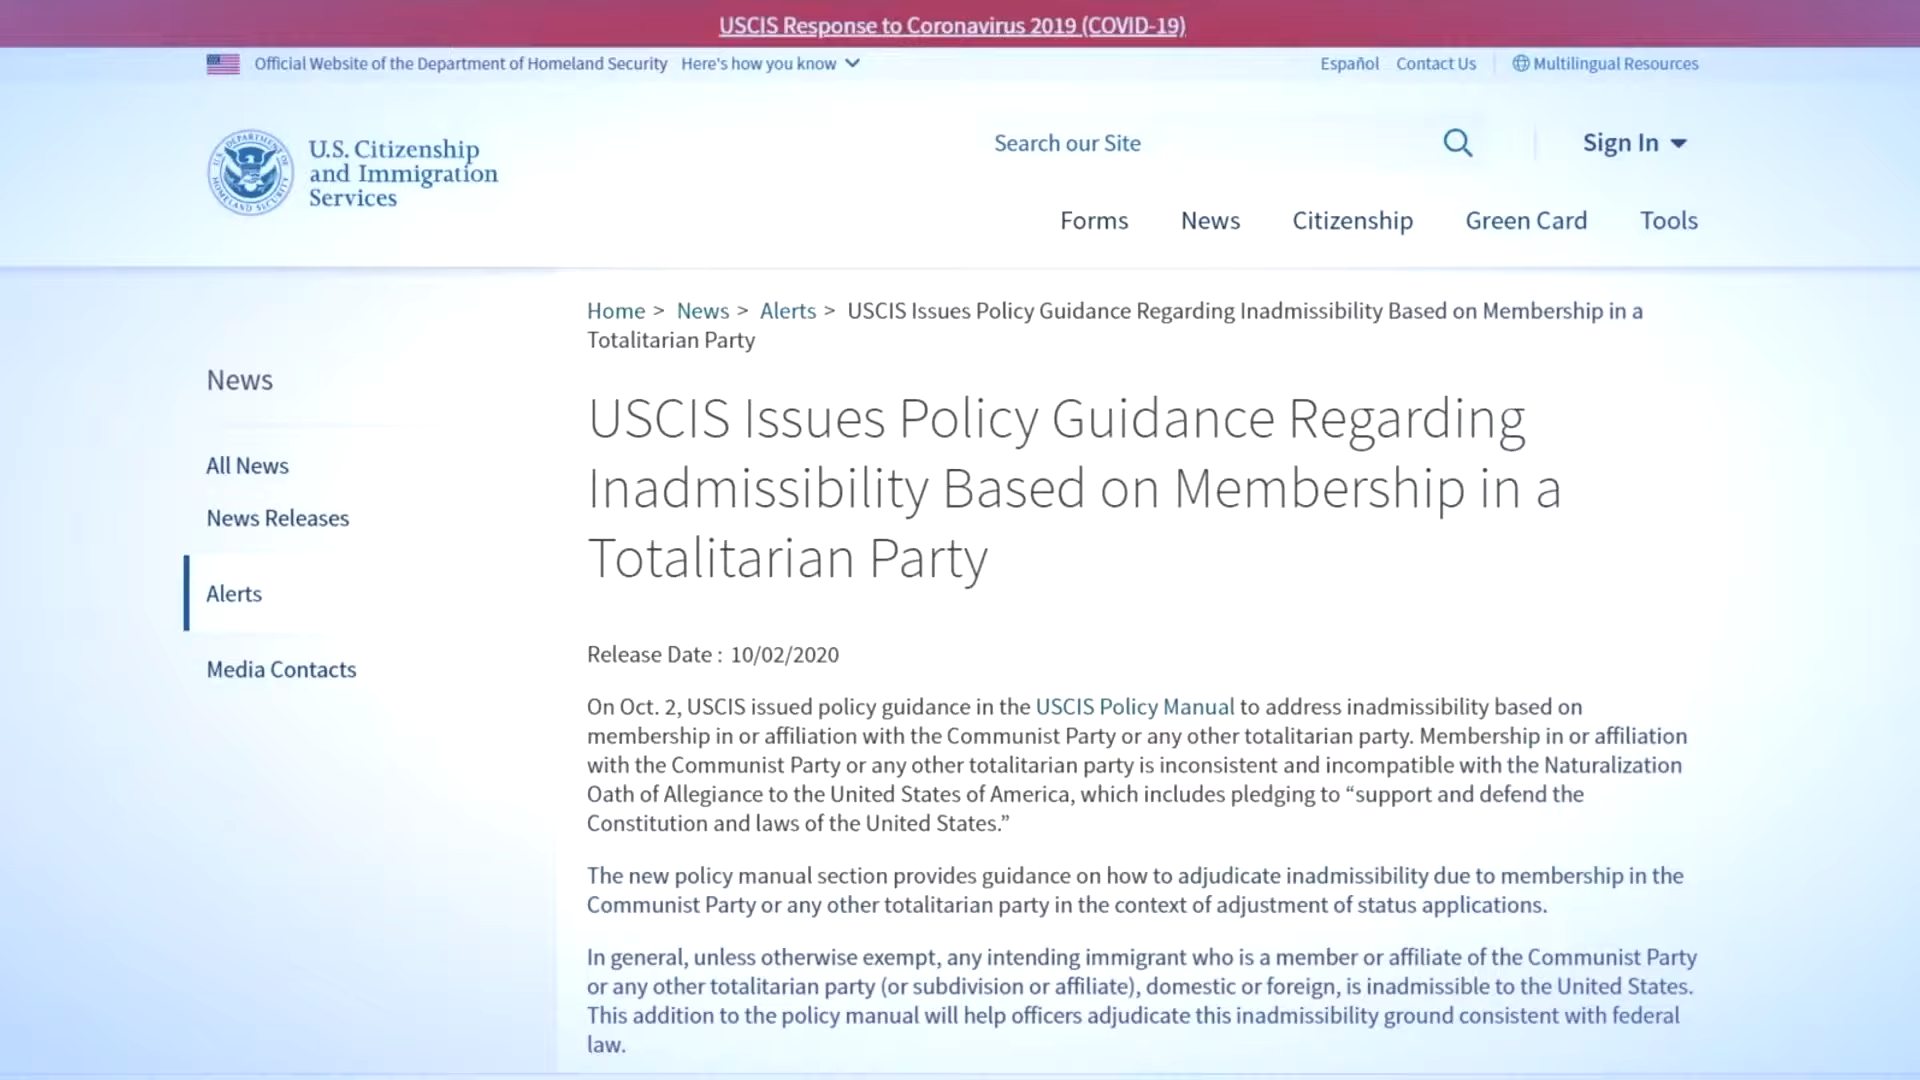 USCIS Response to Coronavirus 2019 (COVID-19)
Official Website of the Department of Homeland Security Here's how you know
Español Contact Us Multilingual Resources
U.S. DEPARTMENT OF HOMELAND SECURITY
U.S. Citizenship
and Immigration
Services
Search our Site
Sign In
Forms News Citizenship Green Card Tools
Home > News > Alerts > USCIS Issues Policy Guidance Regarding Inadmissibility Based on Membership in a
Totalitarian Party
News
All News
News Releases
Alerts
Media Contacts
USCIS Issues Policy Guidance Regarding
Inadmissibility Based on Membership in a
Totalitarian Party
Release Date : 10/02/2020
On Oct. 2, USCIS issued policy guidance in the USCIS Policy Manual to address inadmissibility based on
membership in or affiliation with the Communist Party or any other totalitarian party. Membership in or affiliation
with the Communist Party or any other totalitarian party is inconsistent and incompatible with the Naturalization
Oath of Allegiance to the United States of America, which includes pledging to “support and defend the
Constitution and laws of the United States.”
The new policy manual section provides guidance on how to adjudicate inadmissibility due to membership in the
Communist Party or any other totalitarian party in the context of adjustment of status applications.
In general, unless otherwise exempt, any intending immigrant who is a member or affiliate of the Communist Party
or any other totalitarian party (or subdivision or affiliate), domestic or foreign, is inadmissible to the United States.
This addition to the policy manual will help officers adjudicate this inadmissibility ground consistent with federal
law.